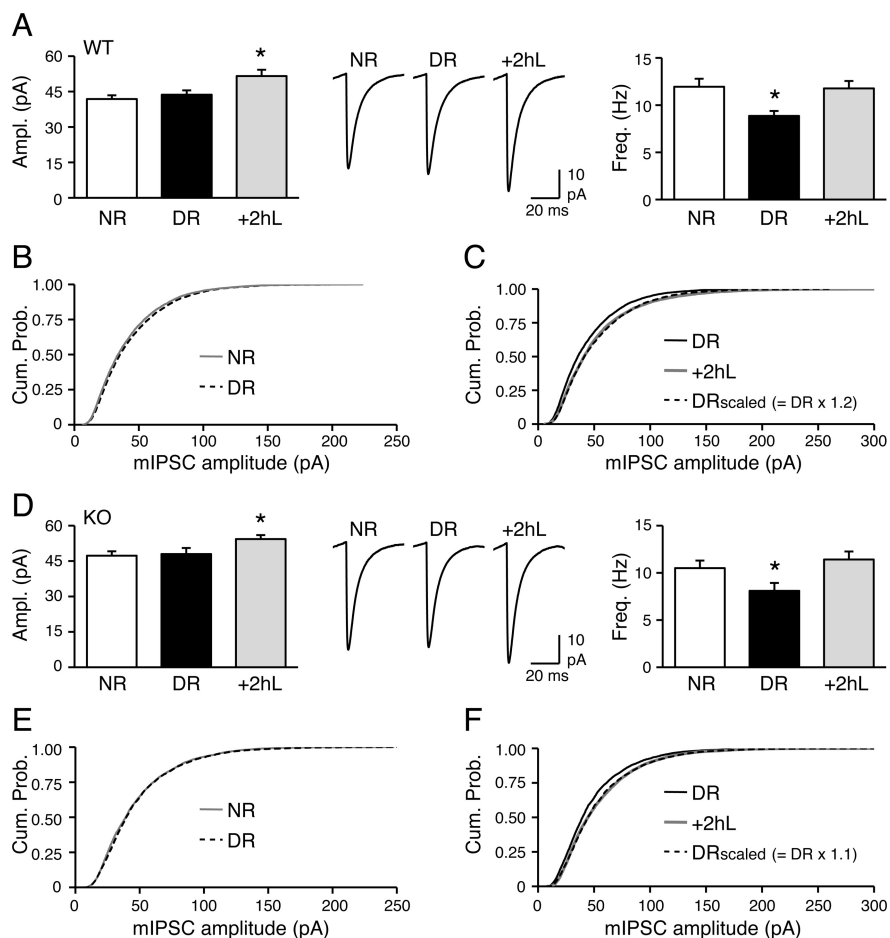 A
WT
Ampl. (pA)
60
45
30
15
0
*
NR DR +2hL
NR DR +2hL
10
pA
20 ms
Freq. (Hz)
15
10
5
0
*
NR DR +2hL
B
Cum. Prob.
1.00
0.75
0.50
0.25
0
NR
DR
0 50 100 150 200 250
mIPSC amplitude (pA)
C
Cum. Prob.
1.00
0.75
0.50
0.25
0
DR
+2hL
DRscaled (= DR x 1.2)
0 50 100 150 200 250 300
mIPSC amplitude (pA)
D
KO
Ampl. (pA)
60
45
30
15
0
*
NR DR +2hL
NR DR +2hL
10
pA
20 ms
Freq. (Hz)
15
10
5
0
*
NR DR +2hL
E
Cum. Prob.
1.00
0.75
0.50
0.25
0
NR
DR
0 50 100 150 200 250
mIPSC amplitude (pA)
F
Cum. Prob.
1.00
0.75
0.50
0.25
0
DR
+2hL
DRscaled (= DR x 1.1)
0 50 100 150 200 250 300
mIPSC amplitude (pA)